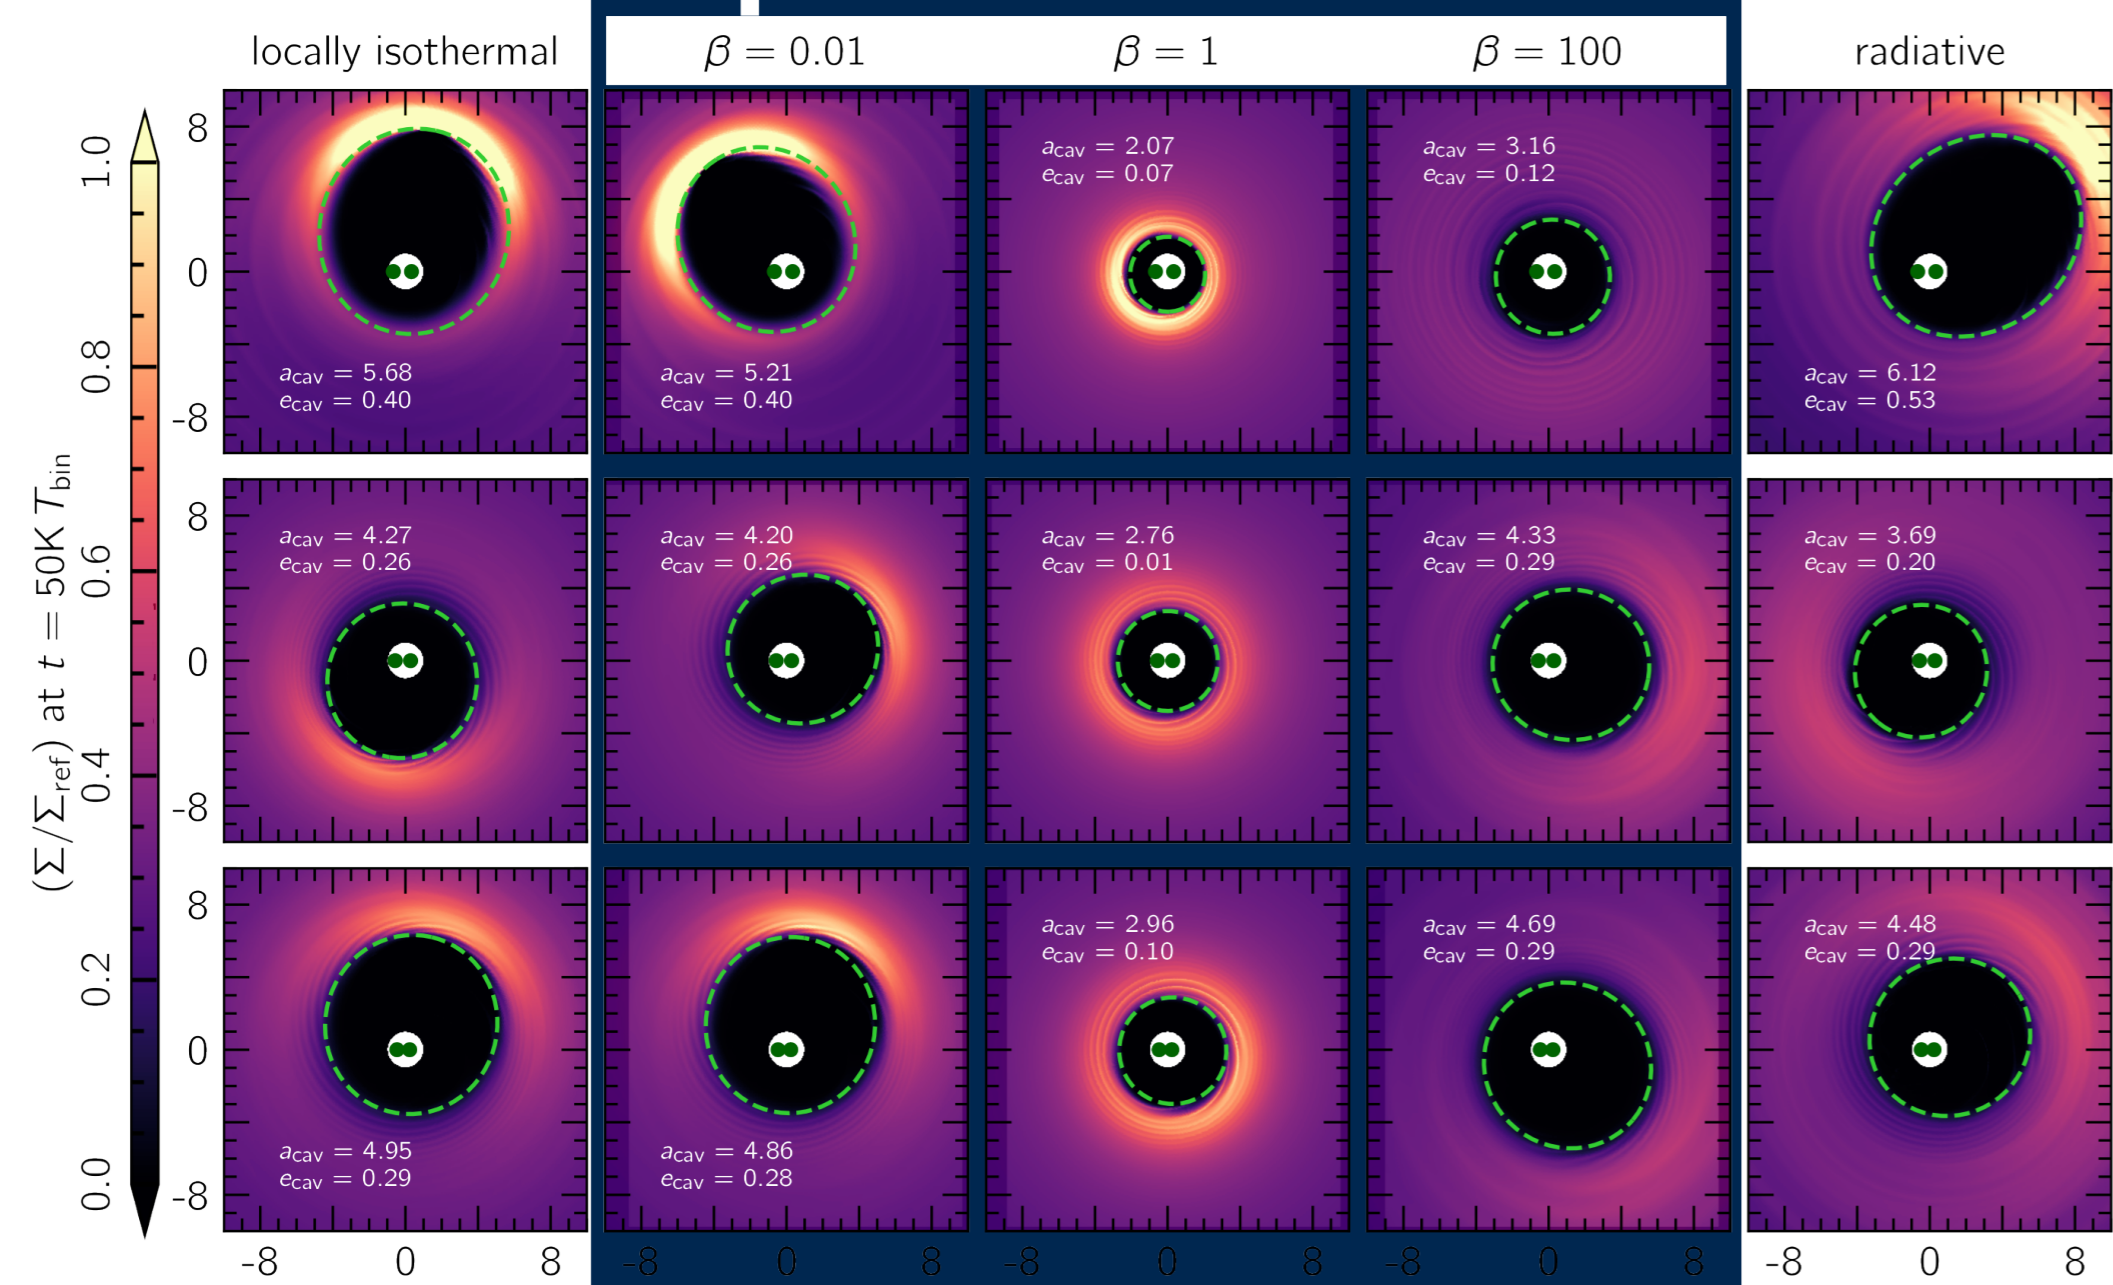 locally isothermal
β = 0.01
β = 1
β = 100
radiative
(Σ/Σref) at t = 50K Tbin
1.0
0.8
0.6
0.4
0.2
0.0
8
0
-8
acav = 5.68
ecav = 0.40
acav = 5.21
ecav = 0.40
acav = 2.07
ecav = 0.07
acav = 3.16
ecav = 0.12
acav = 6.12
ecav = 0.53
8
0
-8
acav = 4.27
ecav = 0.26
acav = 4.20
ecav = 0.26
acav = 2.76
ecav = 0.01
acav = 4.33
ecav = 0.29
acav = 3.69
ecav = 0.20
8
0
-8
acav = 4.95
ecav = 0.29
acav = 4.86
ecav = 0.28
acav = 2.96
ecav = 0.10
acav = 4.69
ecav = 0.29
acav = 4.48
ecav = 0.29
-8 0 8
-8 0 8
-8 0 8
-8 0 8
-8 0 8